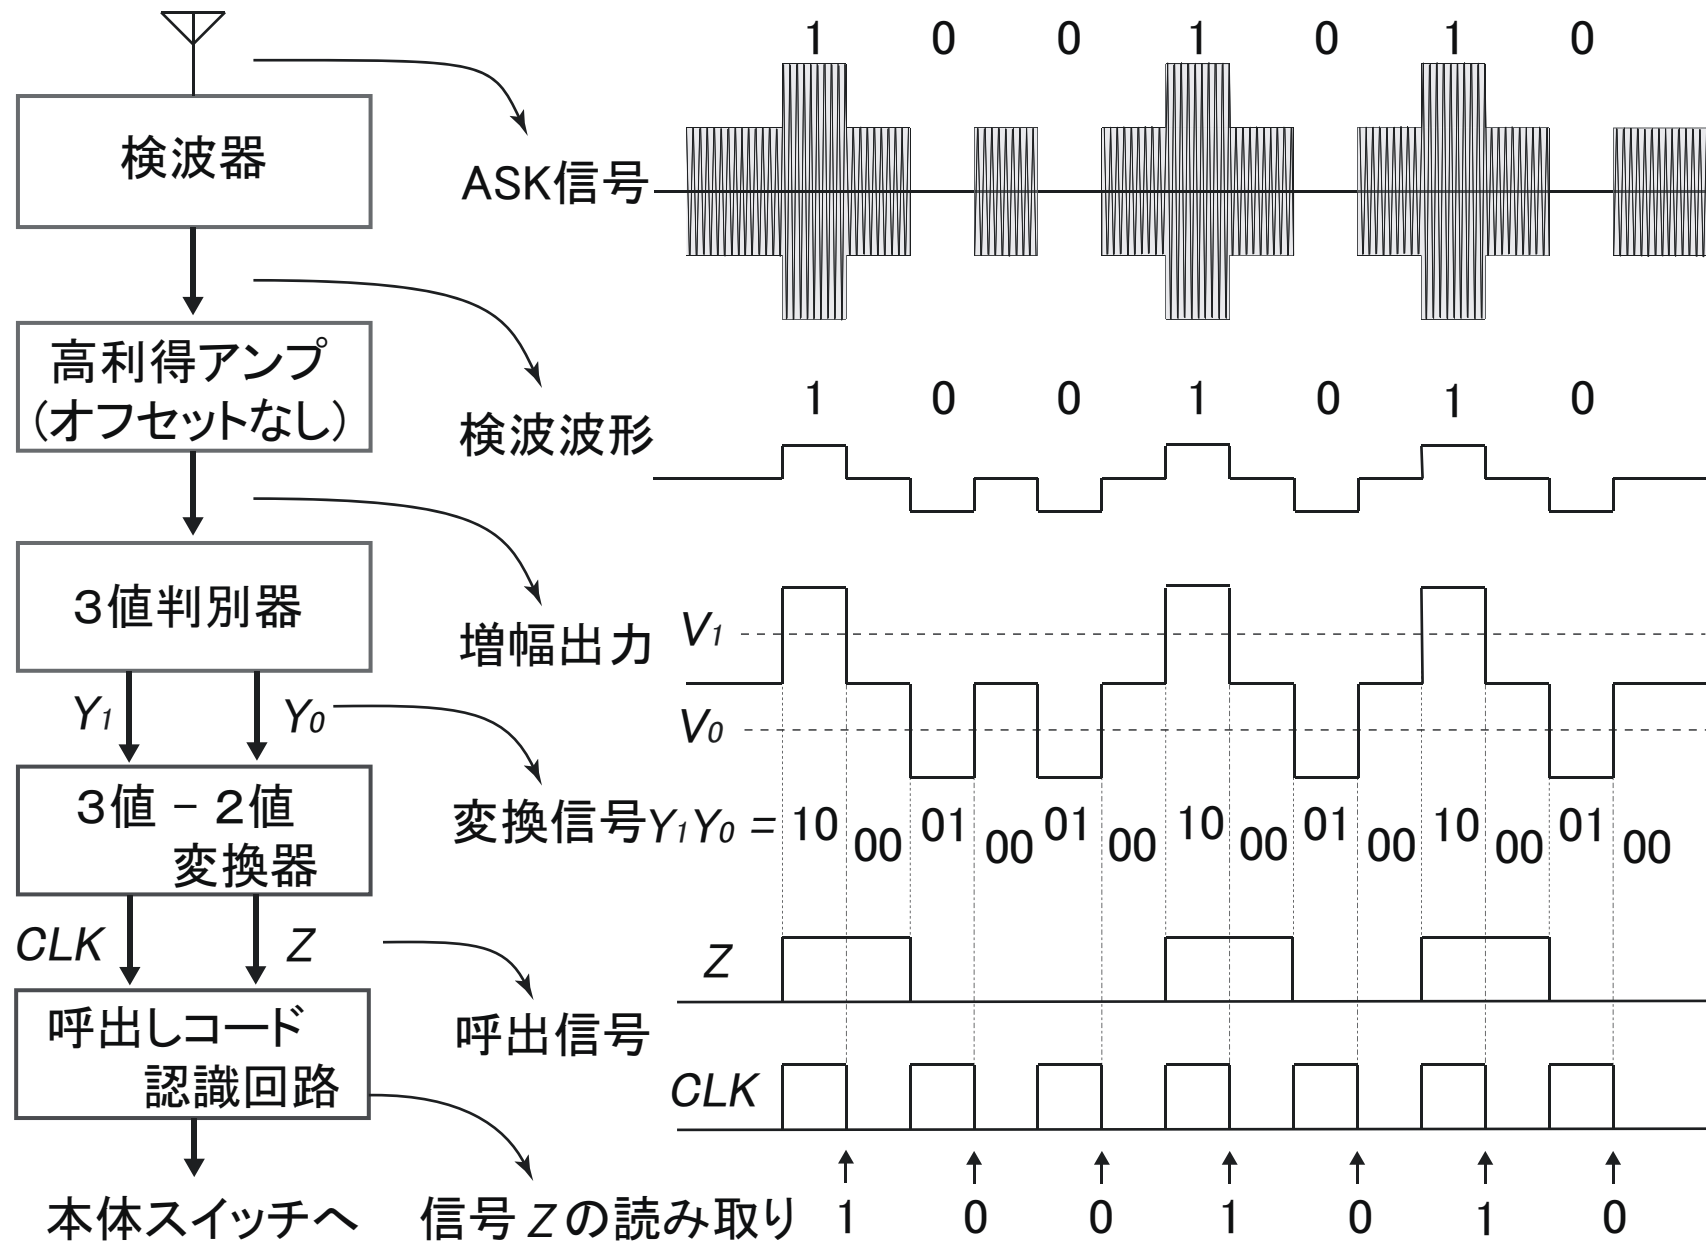 1 0 0 1 0 1 0
検波器
ASK信号
高利得アンプ
(オフセットなし)
1 0 0 1 0 1 0
検波波形
3値判別器
増幅出力
V1
V0
Y1 Y0
3値－2値
変換器
変換信号Y1Y0 = 10 00 01 00 01 00 10 00 01 00 10 00 01 00
CLK Z
Z
呼出しコード
認識回路
呼出信号
CLK
本体スイッチへ
信号Zの読み取り 1 0 0 1 0 1 0